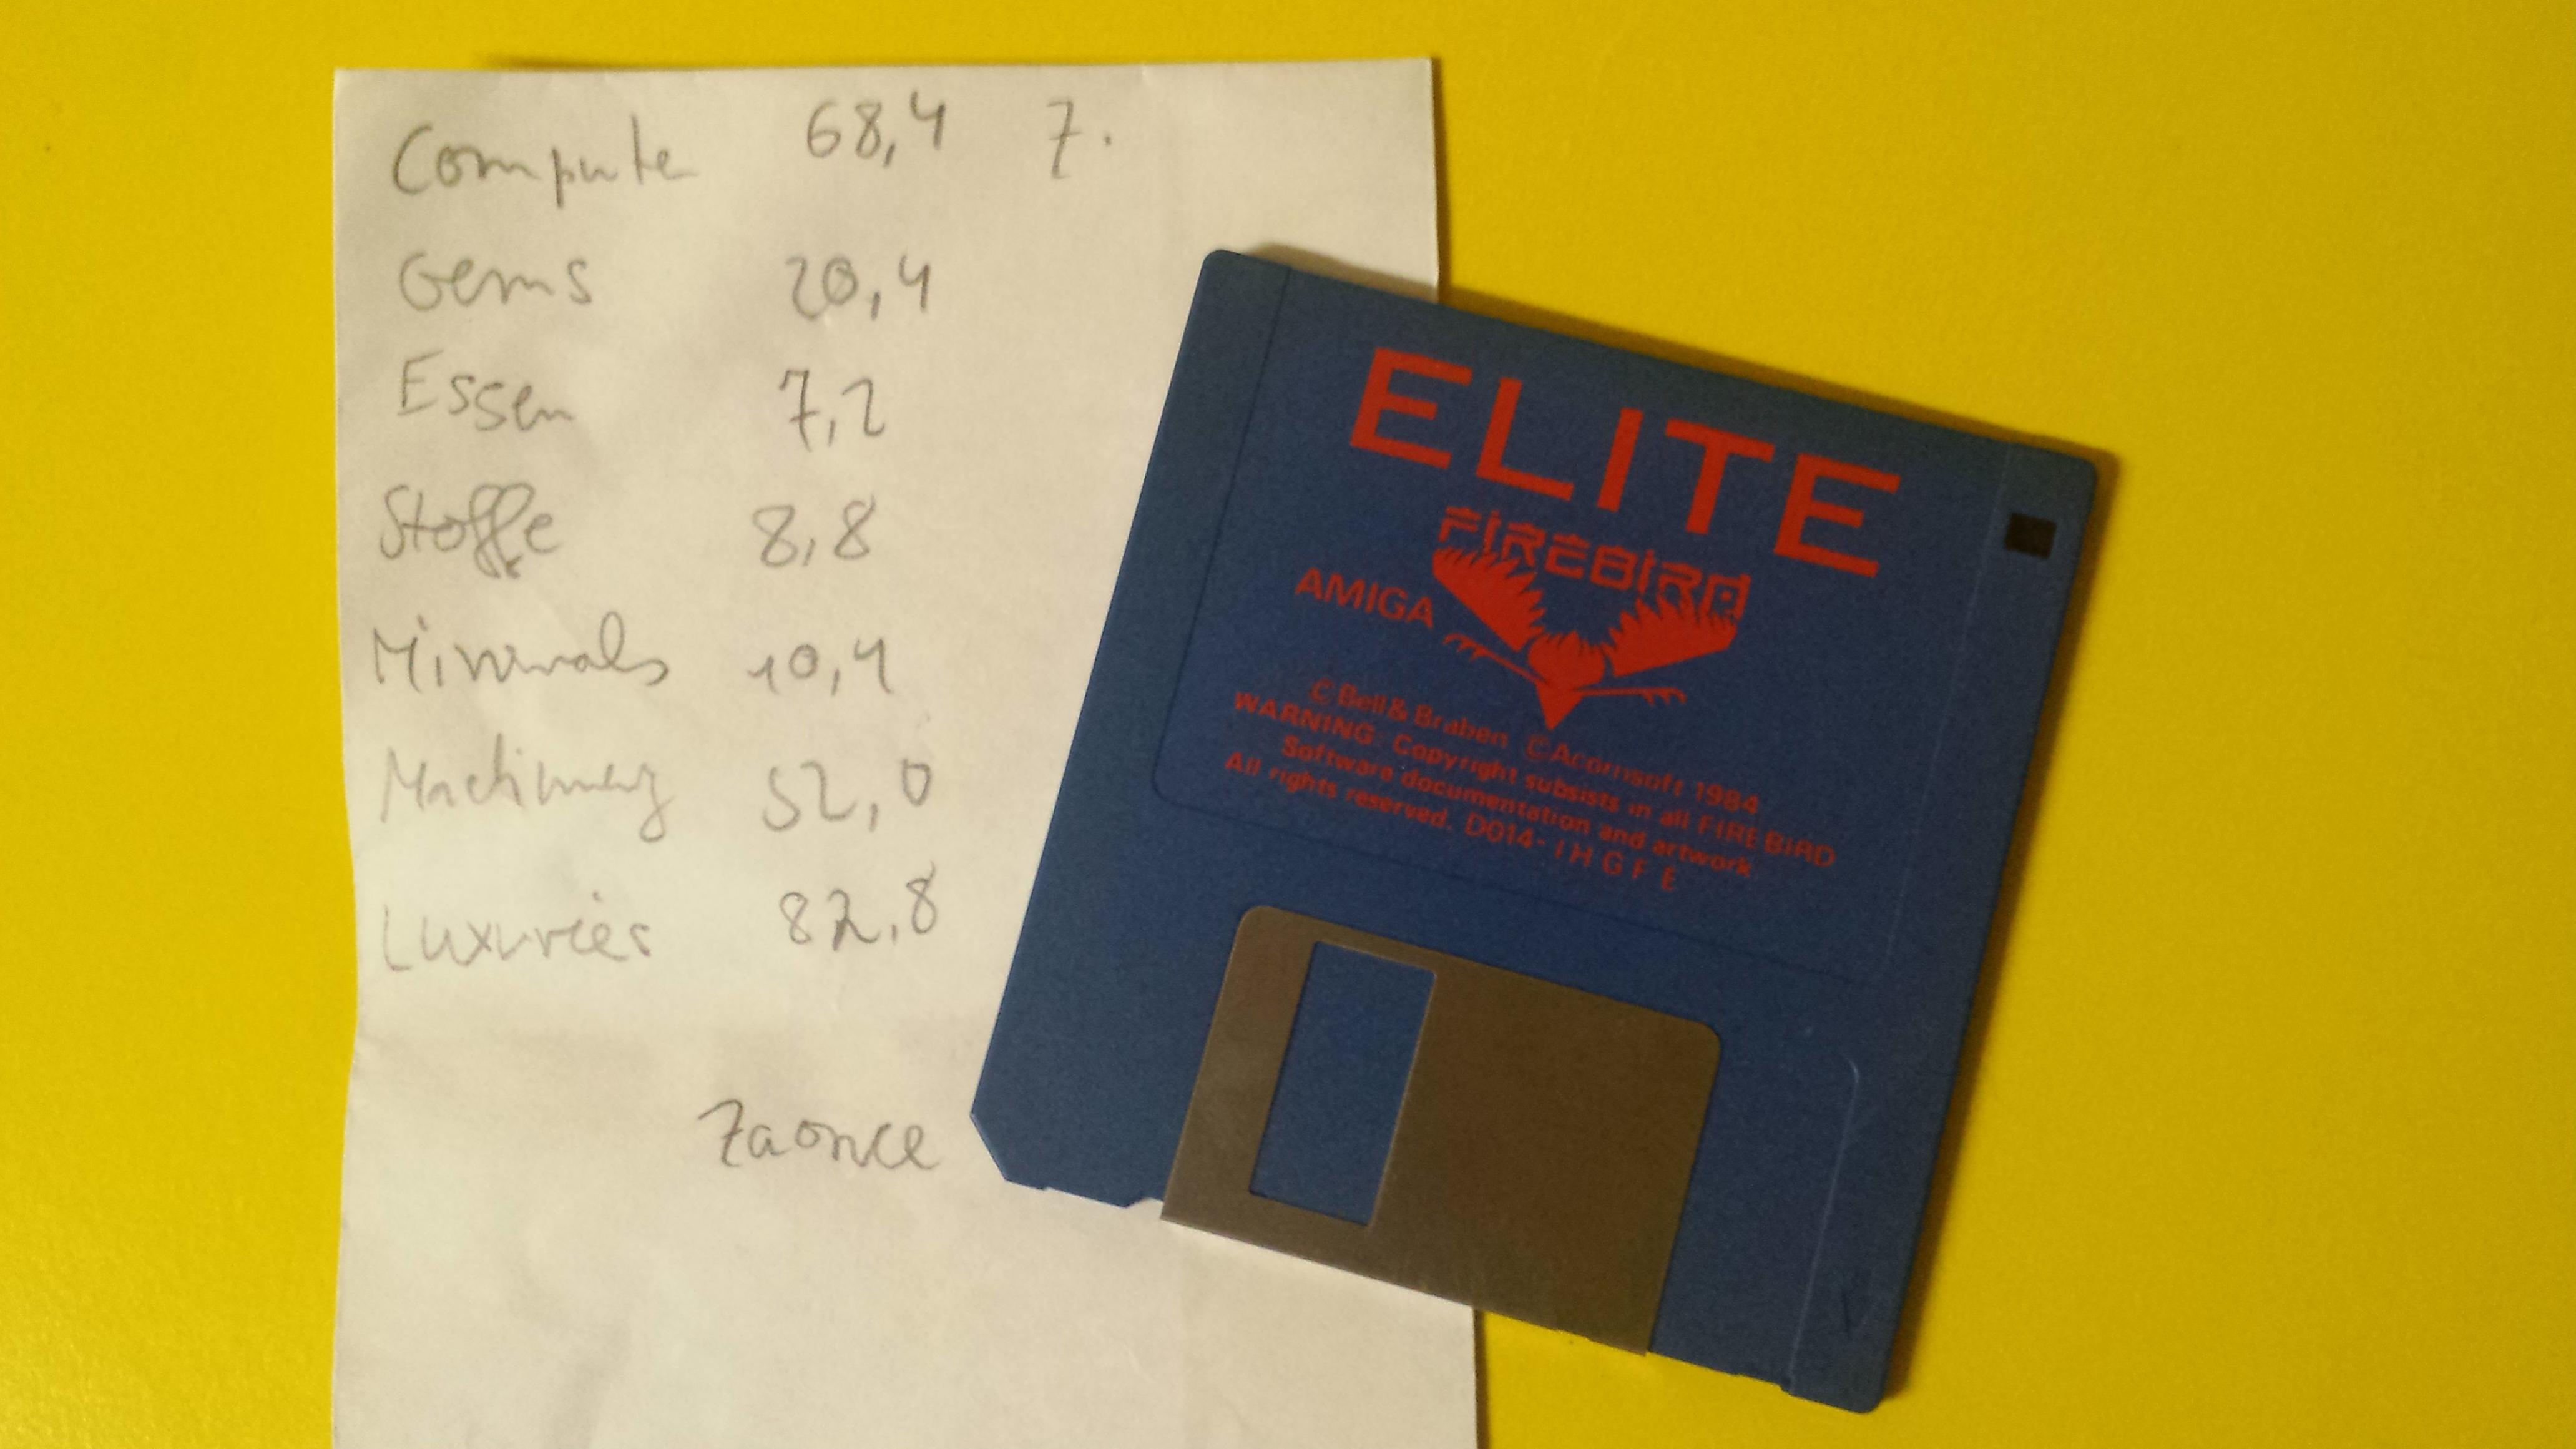 Computer 68,4 7.
Gems 20,4
Essen 7,2
Stoffe 8,8
Minerals 10,4
Machinery 52,0
Luxuries 82,8
Zaonce
ELITE
FIREBIRD
AMIGA
© Bell & Braben © Acornsoft 1984
WARNING: Copyright subsists in all FIREBIRD
Software documentation and artwork
All rights reserved. D014- I H G F E